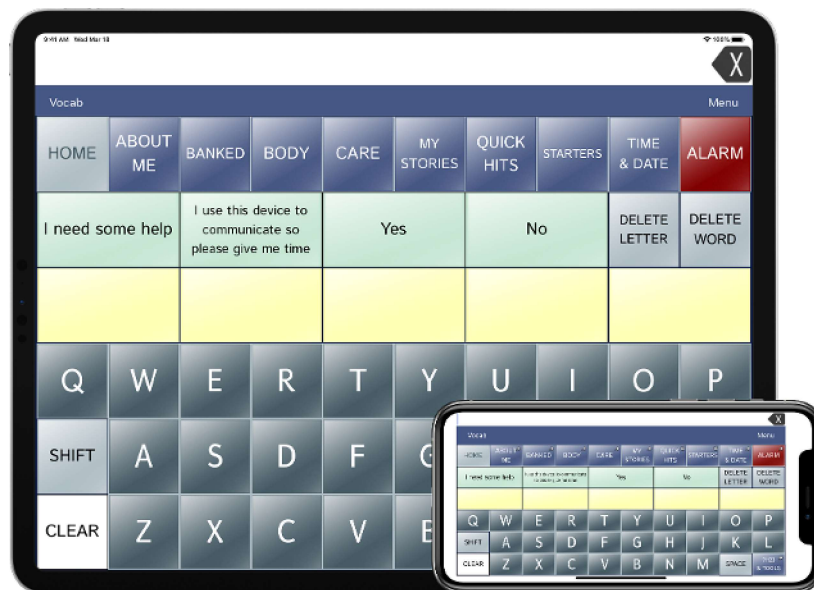 9:41 AM Wed Mar 18
100%
X
Vocab Menu
HOME ABOUT ME BANKED BODY CARE MY STORIES QUICK HITS STARTERS TIME & DATE ALARM
I need some help
I use this device to
communicate so
please give me time
Yes
No
DELETE
LETTER
DELETE
WORD
Q W E R T Y U I O P
SHIFT A S D F G
CLEAR Z X C V B
X
Vocab Menu
HOME ABOUT ME BANKED BODY CARE MY STORIES QUICK HITS STARTERS TIME & DATE ALARM
I need some help
Yes
No
DELETE
LETTER
DELETE
WORD
Q W E R T Y U I O P
SHIFT A S D F G H J K L
CLEAR Z X C V B N M SPACE
& TOOLS